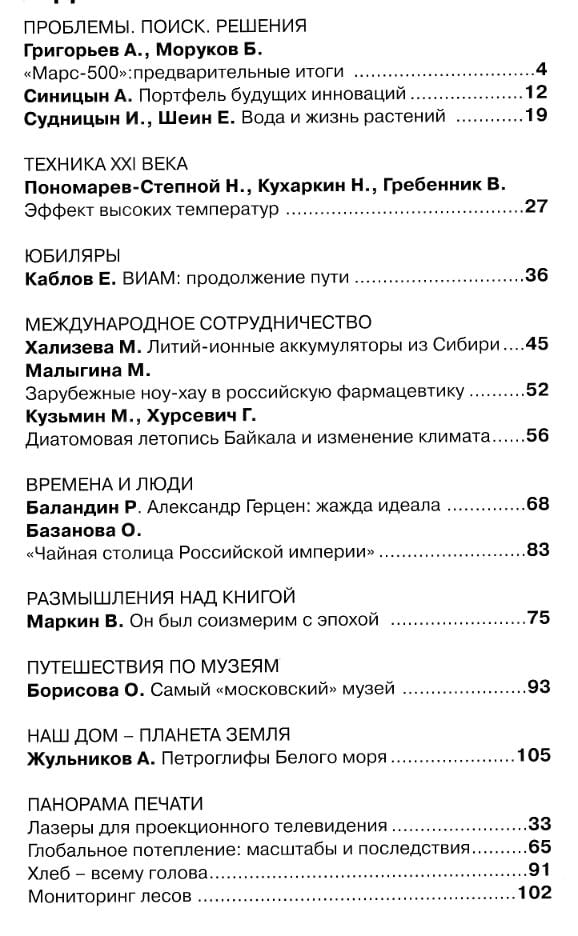 ПРОБЛЕМЫ. ПОИСК. РЕШЕНИЯ
Григорьев А., Моруков Б.
«Марс-500»:предварительные итоги ........................4
Синицын А. Портфель будущих инноваций ..................12
Судницын И., Шеин Е. Вода и жизнь растений ............19
ТЕХНИКА XXI ВЕКА
Пономарев-Степной Н., Кухаркин Н., Гребенник В.
Эффект высоких температур ................................27
ЮБИЛЯРЫ
Каблов Е. ВИАМ: продолжение пути ........................36
МЕЖДУНАРОДНОЕ СОТРУДНИЧЕСТВО
Хализева М. Литий-ионные аккумуляторы из Сибири....45
Малыгина М.
Зарубежные ноу-хау в российскую фармацевтику ..........52
Кузьмин М., Хурсевич Г.
Диатомовая летопись Байкала и изменение климата......56
ВРЕМЕНА И ЛЮДИ
Баландин Р. Александр Герцен: жажда идеала ............68
Базанова О.
«Чайная столица Российской империи»....................83
РАЗМЫШЛЕНИЯ НАД КНИГОЙ
Маркин В. Он был соизмерим с эпохой ....................75
ПУТЕШЕСТВИЯ ПО МУЗЕЯМ
Борисова О. Самый «московский» музей ..................93
НАШ ДОМ – ПЛАНЕТА ЗЕМЛЯ
Жульников А. Петроглифы Белого моря..................105
ПАНОРАМА ПЕЧАТИ
Лазеры для проекционного телевидения ..................33
Глобальное потепление: масштабы и последствия........65
Хлеб – всему голова..........................................91
Мониторинг лесов ............................................102